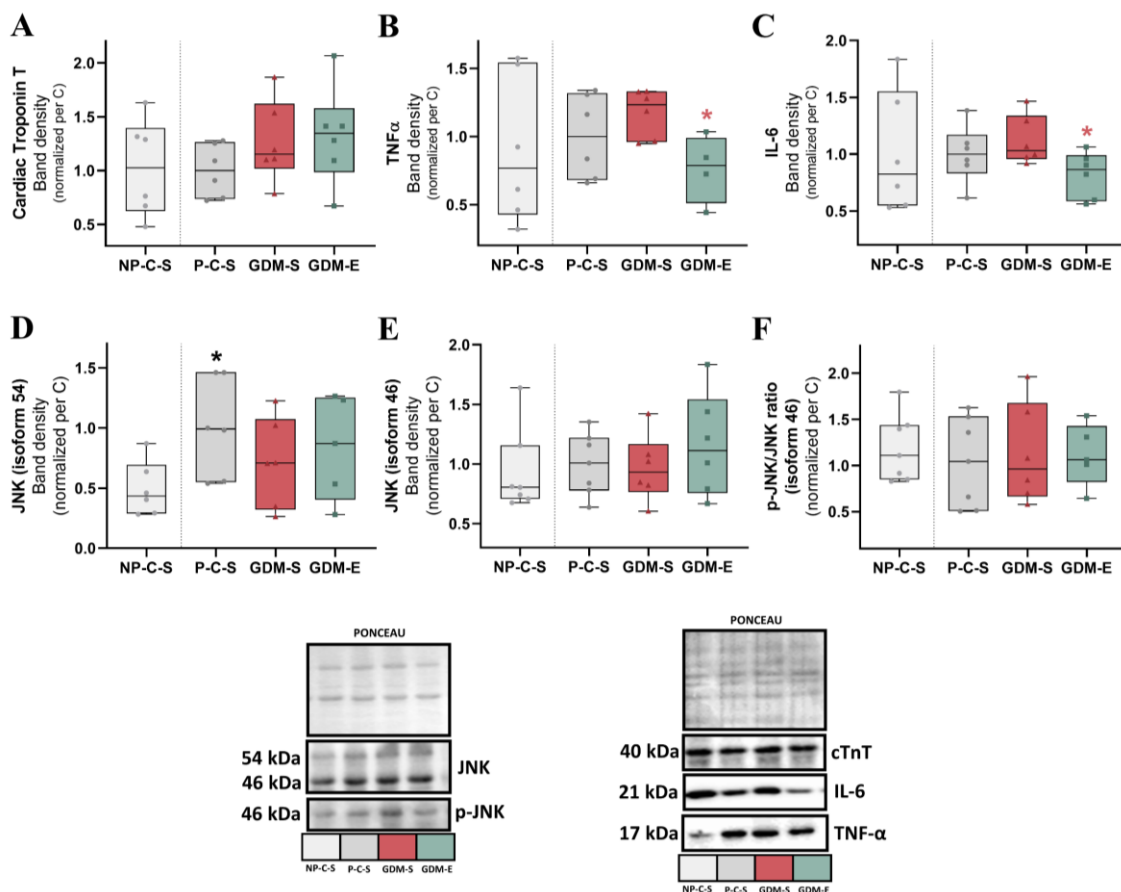 A
Cardiac Troponin T
Band density
(normalized per C)
2.5
2.0
1.5
1.0
0.5
NP-C-S P-C-S GDM-S GDM-E
B
TNFα
Band density
(normalized per C)
1.5
1.0
0.5
*
NP-C-S P-C-S GDM-S GDM-E
C
IL-6
Band density
(normalized per C)
2.0
1.5
1.0
0.5
*
NP-C-S P-C-S GDM-S GDM-E
D
JNK (isoform 54)
Band density
(normalized per C)
1.5
1.0
0.5
0.0
*
NP-C-S P-C-S GDM-S GDM-E
E
JNK (isoform 46)
Band density
(normalized per C)
2.0
1.5
1.0
0.5
NP-C-S P-C-S GDM-S GDM-E
F
p-JNK/JNK ratio
(isoform 46)
Band density
(normalized per C)
2.0
1.5
1.0
0.5
NP-C-S P-C-S GDM-S GDM-E
PONCEAU
54 kDa
JNK
46 kDa
46 kDa p-JNK
NP-C-S P-C-S GDM-S GDM-E
PONCEAU
40 kDa cTnT
21 kDa IL-6
17 kDa TNF-α
NP-C-S P-C-S GDM-S GDM-E